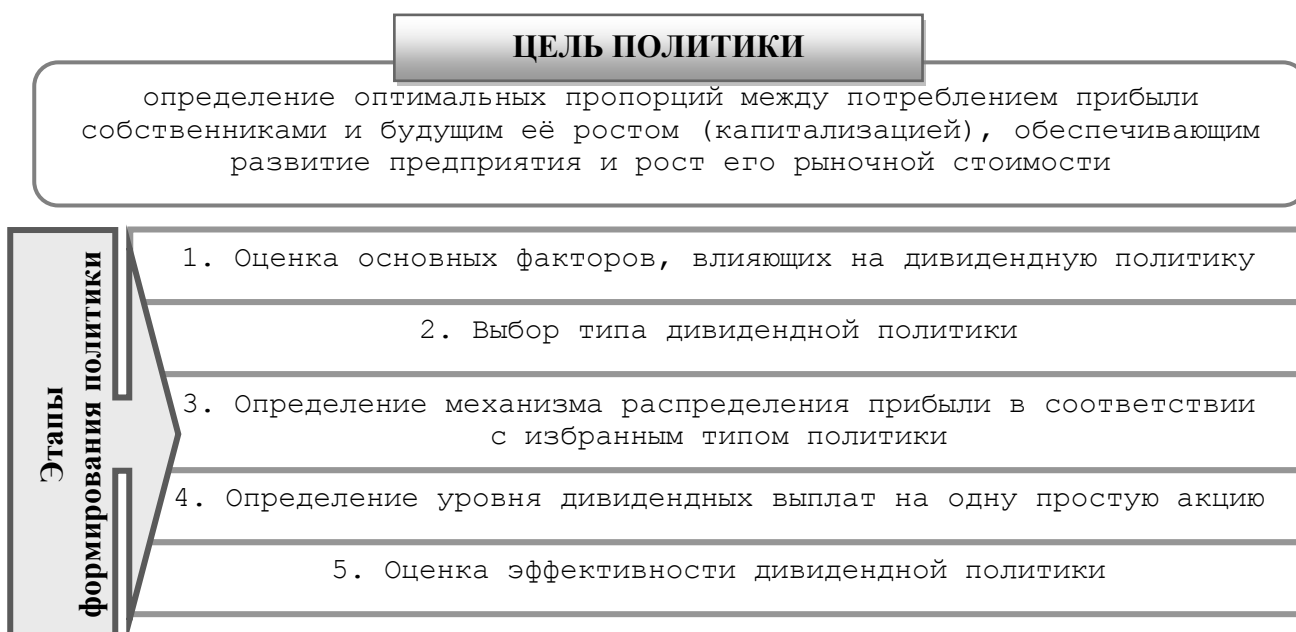 ЦЕЛЬ ПОЛИТИКИ
определение оптимальных пропорций между потреблением прибыли
собственниками и будущим её ростом (капитализацией), обеспечивающим
развитие предприятия и рост его рыночной стоимости
Этапы
формирования политики
1. Оценка основных факторов, влияющих на дивидендную политику
2. Выбор типа дивидендной политики
3. Определение механизма распределения прибыли в соответствии
с избранным типом политики
4. Определение уровня дивидендных выплат на одну простую акцию
5. Оценка эффективности дивидендной политики